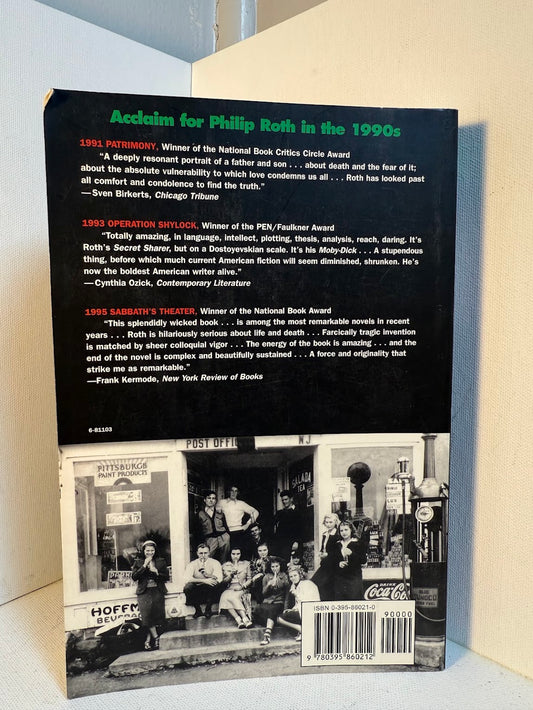 Acclaim for Philip Roth in the 1990s
1991 PATRIMONY, Winner of the National Book Critics Circle Award
"A deeply resonant portrait of a father and son . . . about death and the fear of it;
about the absolute vulnerability to which love condemns us all . . . Roth has looked past
all comfort and condolence to find the truth."
—Sven Birkerts, Chicago Tribune
1993 OPERATION SHYLOCK, Winner of the PEN/Faulkner Award
"Totally amazing, in language, intellect, plotting, thesis, analysis, reach, daring. It's
Roth's Secret Sharer, but on a Dostoyevskian scale. It's his Moby-Dick . . . A stupendous
thing, before which much current American fiction will seem diminished, shrunken. He's
now the boldest American writer alive."
—Cynthia Ozick, Contemporary Literature
1995 SABBATH'S THEATER, Winner of the National Book Award
"This splendidly wicked book . . . is among the most remarkable novels in recent
years . . . Roth is hilariously serious about life and death . . . Farcically tragic invention
is matched by sheer colloquial vigor . . . The energy of the book is amazing . . . and the
end of the novel is complex and beautifully sustained . . . A force and originality that
strike me as remarkable."
—Frank Kermode, New York Review of Books
6-81103
POST OFFI NJ
PITTSBURGH
PAINT PRODUCTS
SALADA
TEA
HOFFM
BEVERAG
DRINK
Coca-Cola
BLUE
SUNOCO
ISBN 0-395-86021-0
90000
9 780395 860212